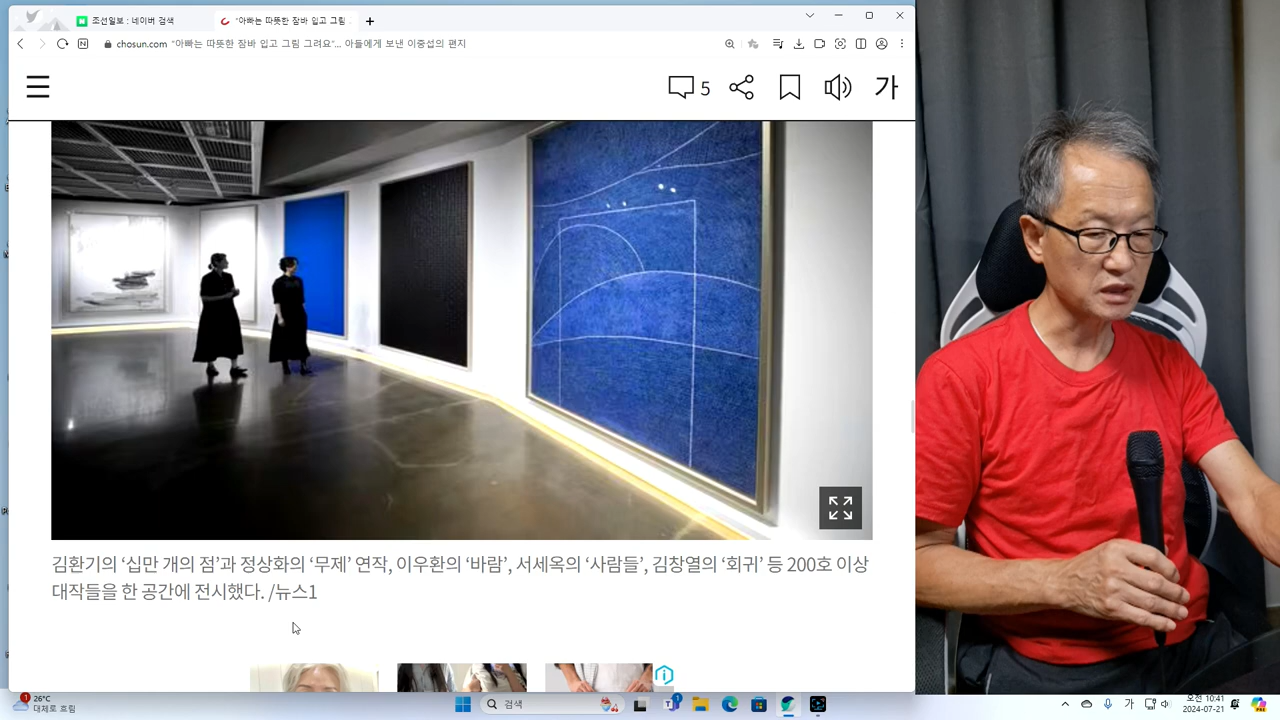 조선일보 : 네이버 검색
"아빠는 따뜻한 잠바 입고 그림
chosun.com "아빠는 따뜻한 잠바 입고 그림 그려요"... 아들에게 보낸 이중섭의 편지
5
가
김환기의 '십만 개의 점'과 정상화의 '무제' 연작, 이우환의 '바람', 서세옥의 '사람들', 김창열의 '회귀' 등 200호 이상
대작들을 한 공간에 전시했다. /뉴스1
1
26°C
대체로 흐림
검색
1
가
오전 10:41
2024-07-21